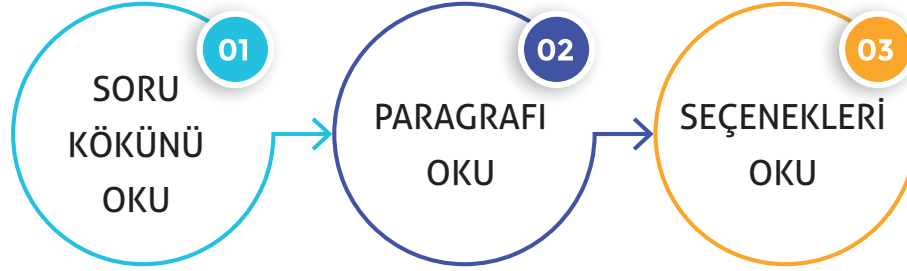 01
SORU
KÖKÜNÜ
OKU
02
PARAGRAFI
OKU
03
SEÇENEKLERİ
OKU